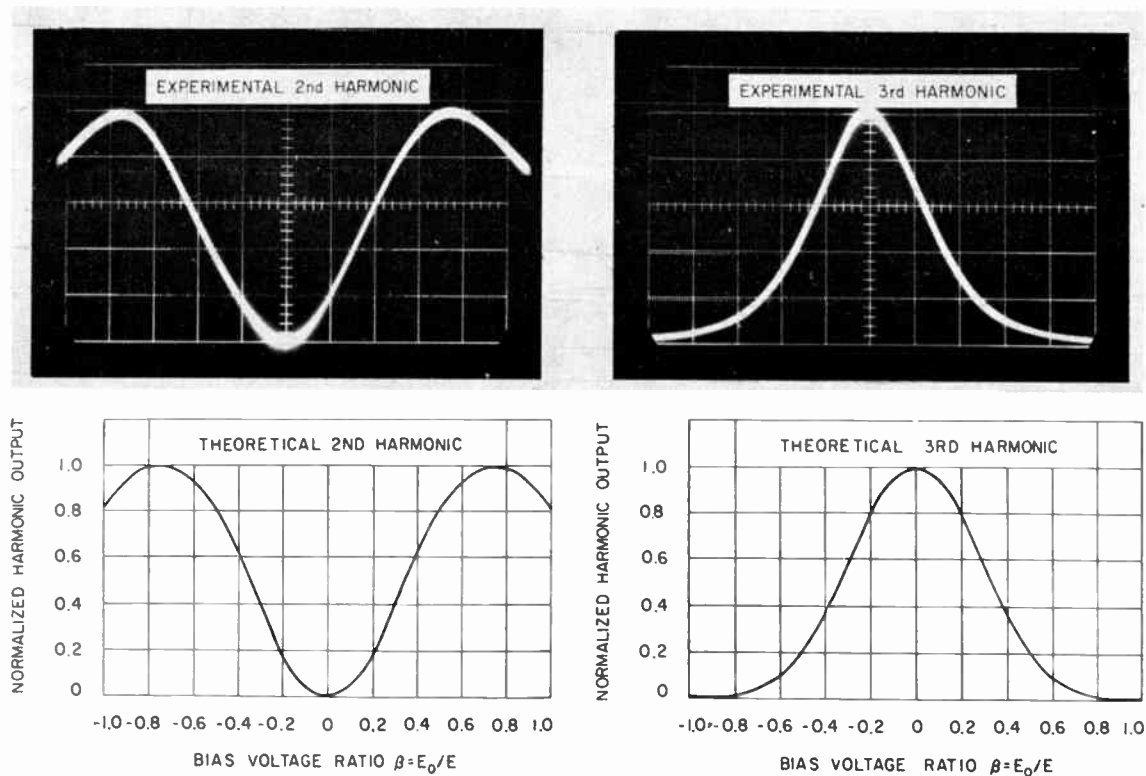 EXPERIMENTAL 2nd HARMONIC
EXPERIMENTAL 3rd HARMONIC
THEORETICAL 2ND HARMONIC
NORMALIZED HARMONIC OUTPUT
1.0
0.8
0.6
0.4
0.2
0
-1.0 -0.8 -0.6 -0.4 -0.2 0 0.2 0.4 0.6 0.8 1.0
BIAS VOLTAGE RATIO β=E₀/E
THEORETICAL 3RD HARMONIC
NORMALIZED HARMONIC OUTPUT
1.0
0.8
0.6
0.4
0.2
0
-1.0 -0.8 -0.6 -0.4 -0.2 0 0.2 0.4 0.6 0.8 1.0
BIAS VOLTAGE RATIO β=E₀/E